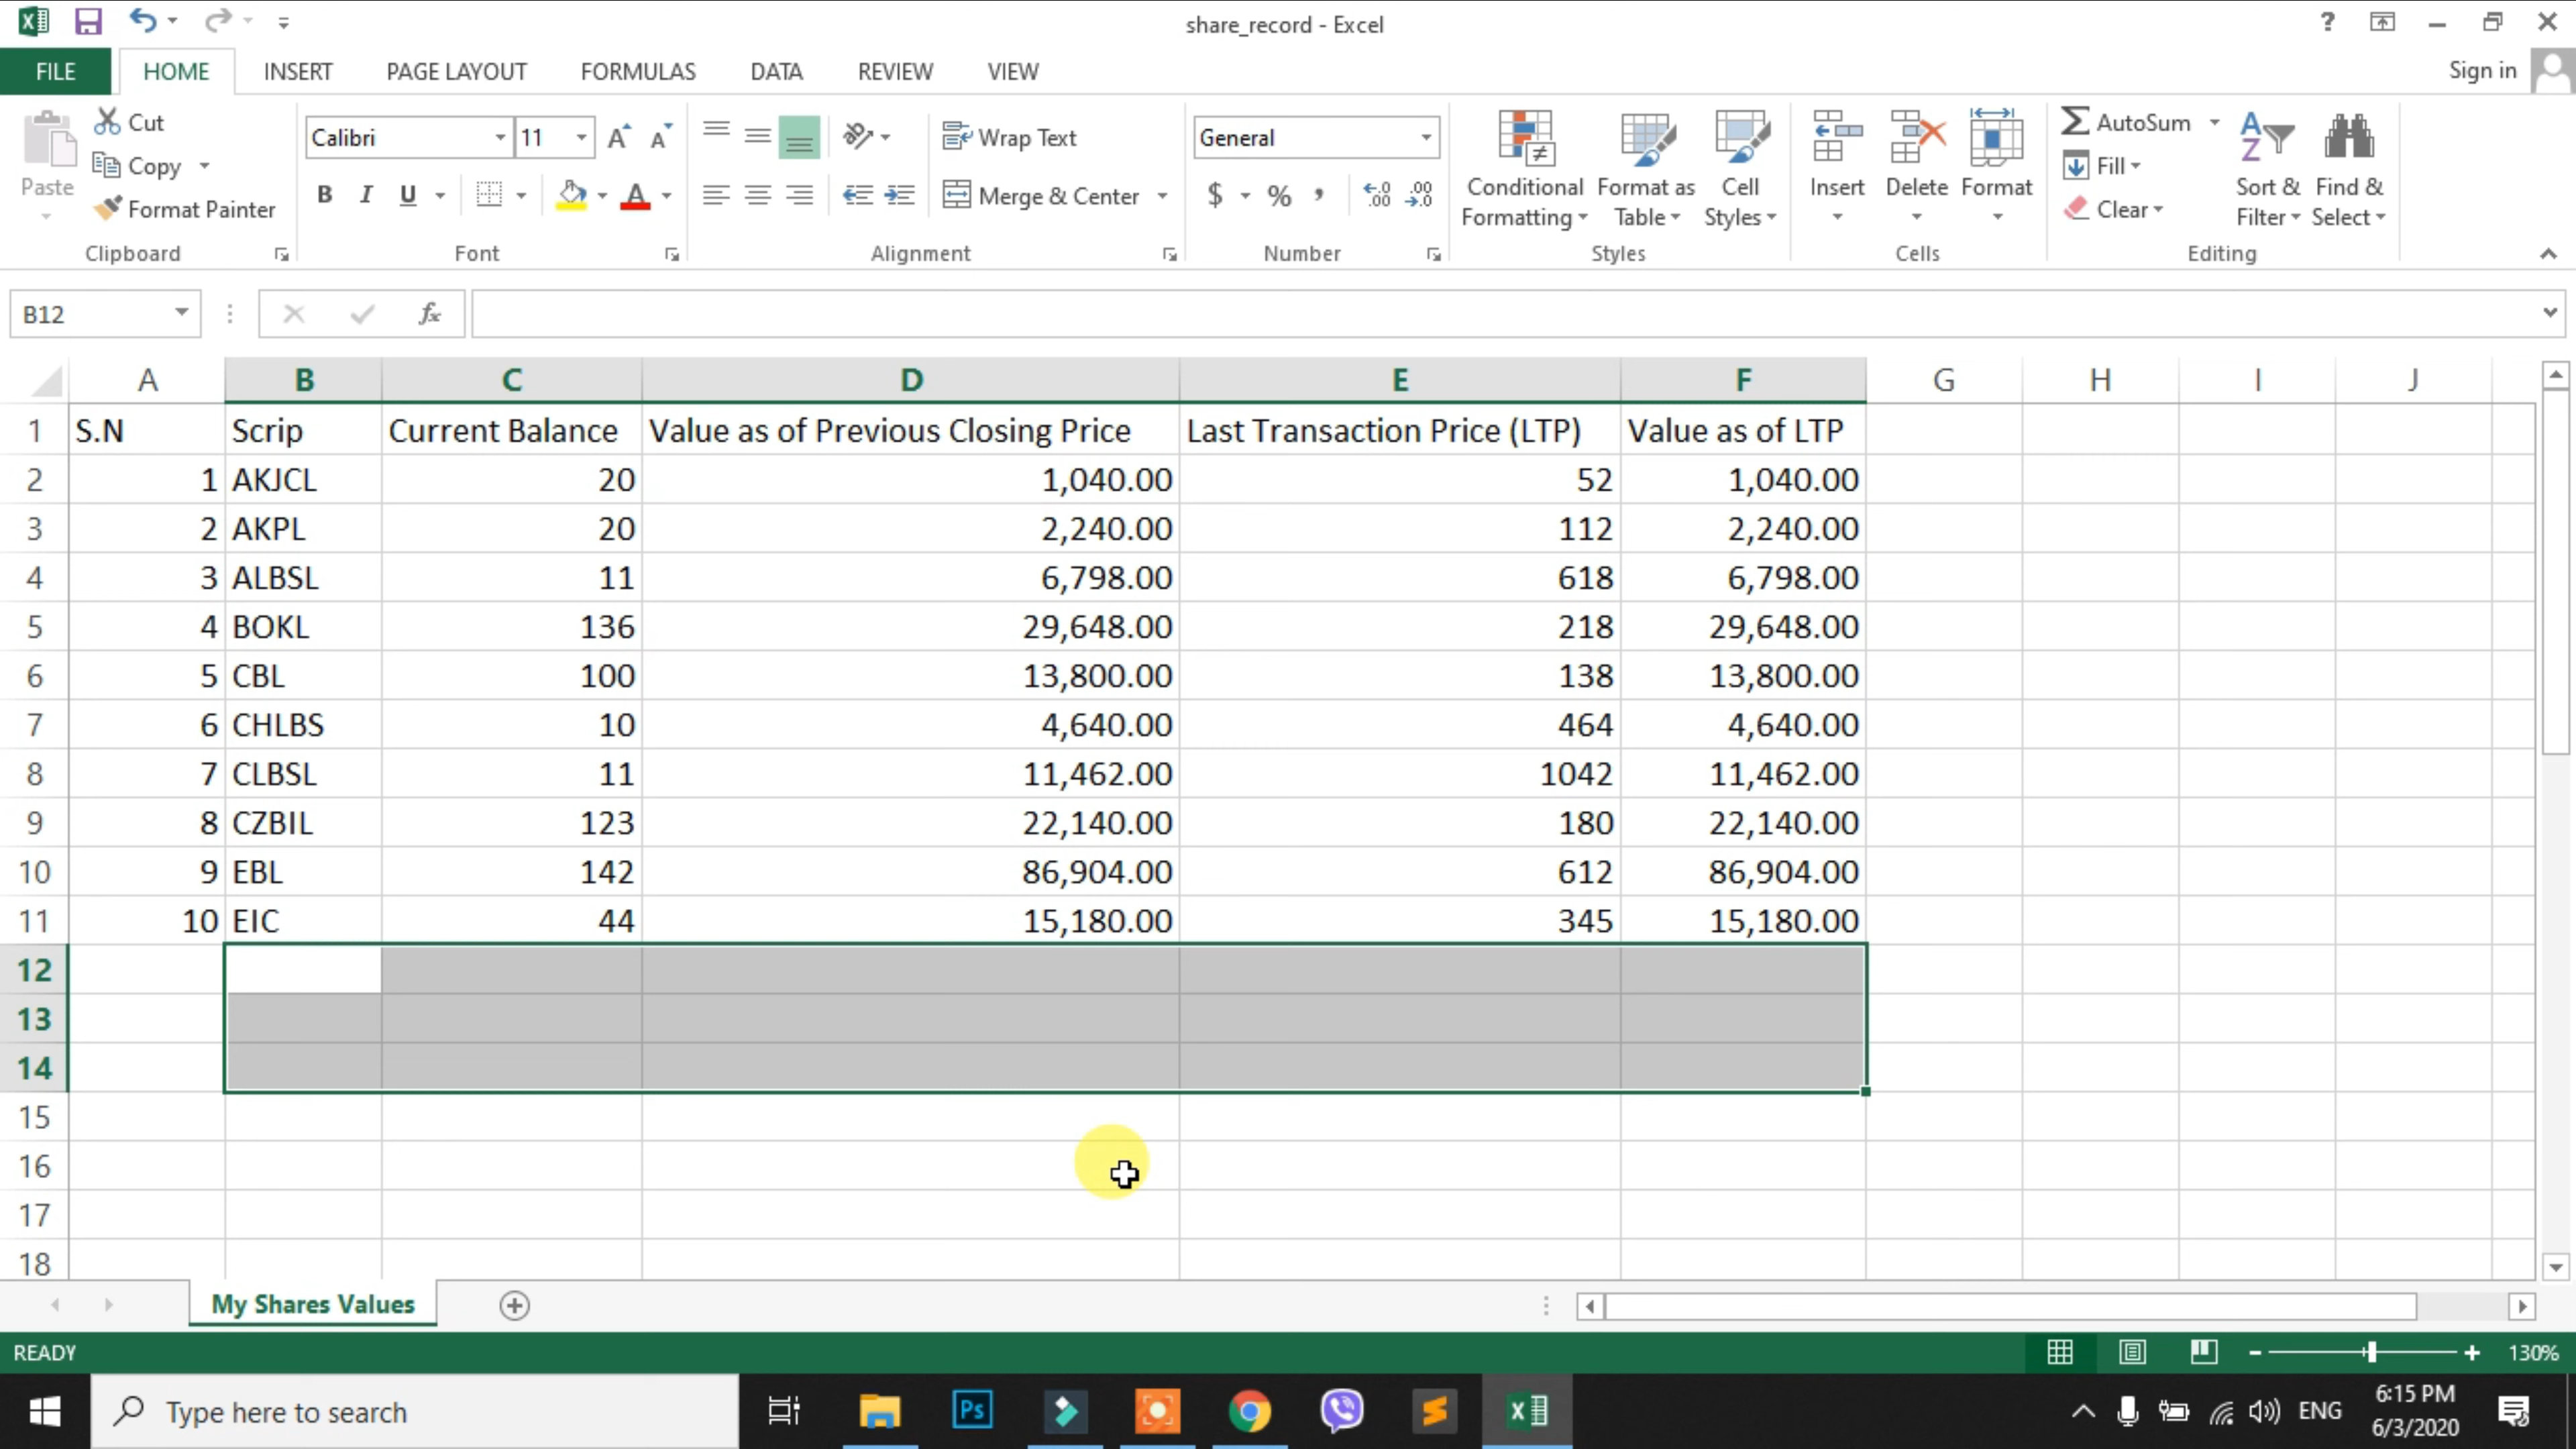 share_record - Excel
FILE HOME INSERT PAGE LAYOUT FORMULAS DATA REVIEW VIEW Sign in
Paste Cut Copy Format Painter
Clipboard
Calibri 11
B I U
Font
Wrap Text
Merge & Center
Alignment
General
$ % ,
Number
Conditional Formatting
Format as Table
Cell Styles
Styles
Insert Delete Format
Cells
AutoSum
Fill
Clear
Sort & Filter
Find & Select
Editing
B12 fx
A B C D E F G H I J
1 S.N Scrip Current Balance Value as of Previous Closing Price Last Transaction Price (LTP) Value as of LTP
2 1 AKJCL 20 1,040.00 52 1,040.00
3 2 AKPL 20 2,240.00 112 2,240.00
4 3 ALBSL 11 6,798.00 618 6,798.00
5 4 BOKL 136 29,648.00 218 29,648.00
6 5 CBL 100 13,800.00 138 13,800.00
7 6 CHLBS 10 4,640.00 464 4,640.00
8 7 CLBSL 11 11,462.00 1042 11,462.00
9 8 CZBIL 123 22,140.00 180 22,140.00
10 9 EBL 142 86,904.00 612 86,904.00
11 10 EIC 44 15,180.00 345 15,180.00
12
13
14
15
16
17
18
My Shares Values
READY 130%
Type here to search Ps ENG 6:15 PM
6/3/2020